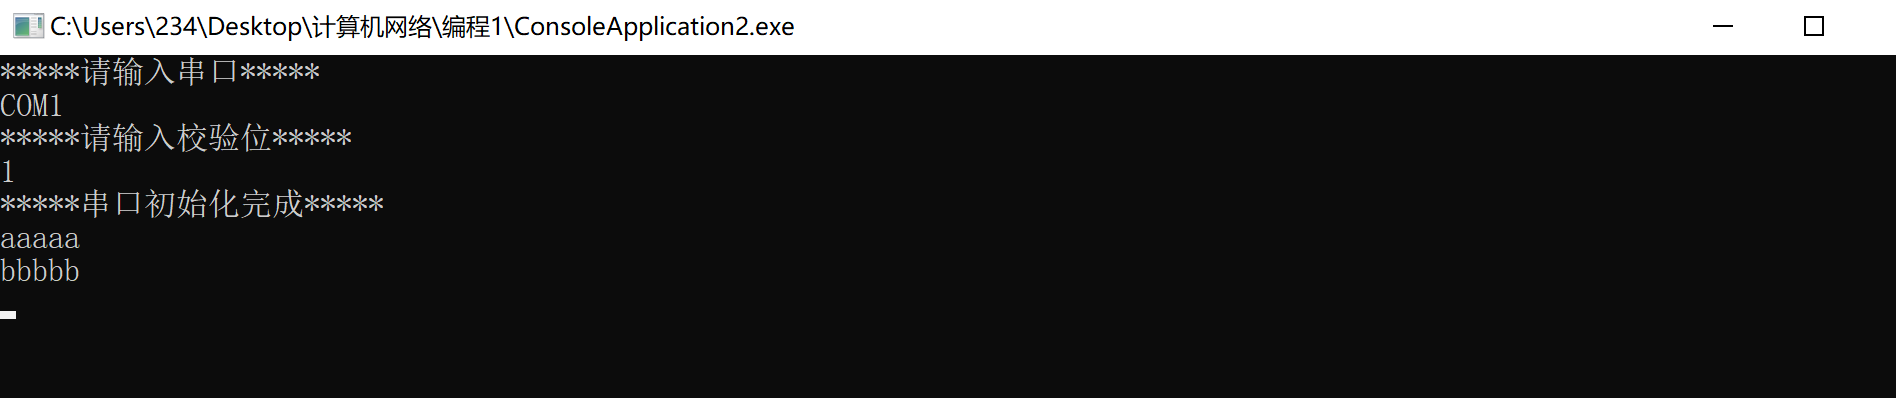 C:\Users\234\Desktop\计算机网络\编程1\ConsoleApplication2.exe
*****请输入串口*****
COM1
*****请输入校验位*****
1
*****串口初始化完成*****
aaaaa
bbbbb